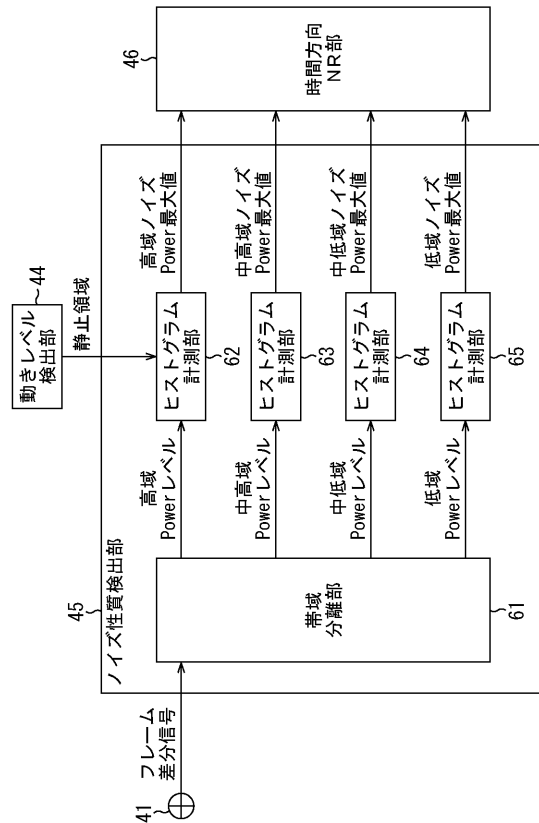 41
フレーム
差分信号
45
ノイズ性質検出部
帯域
分離部
61
動きレベル
検出部
44
静止領域
高域
Powerレベル
ヒストグラム
計測部
62
高域ノイズ
Power最大値
中高域
Powerレベル
ヒストグラム
計測部
63
中高域ノイズ
Power最大値
中低域
Powerレベル
ヒストグラム
計測部
64
中低域ノイズ
Power最大値
低域
Powerレベル
ヒストグラム
計測部
65
低域ノイズ
Power最大値
46
時間方向
NR部